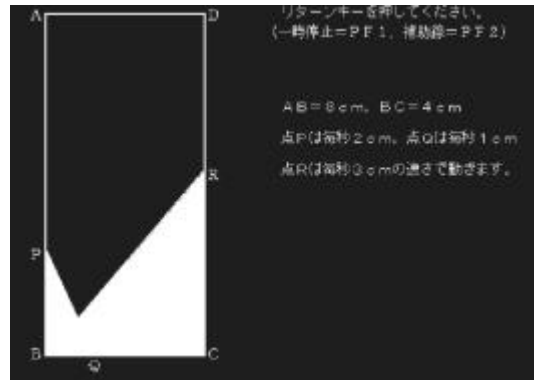 リターンキーを押してください。
(一時停止=PF1, 補助線=PF2)
A
D
AB=8cm, BC=4cm
点Pは毎秒2cm, 点Qは毎秒1cm
点Rは毎秒3cmの速さで動きます。
R
P
B
C
Q